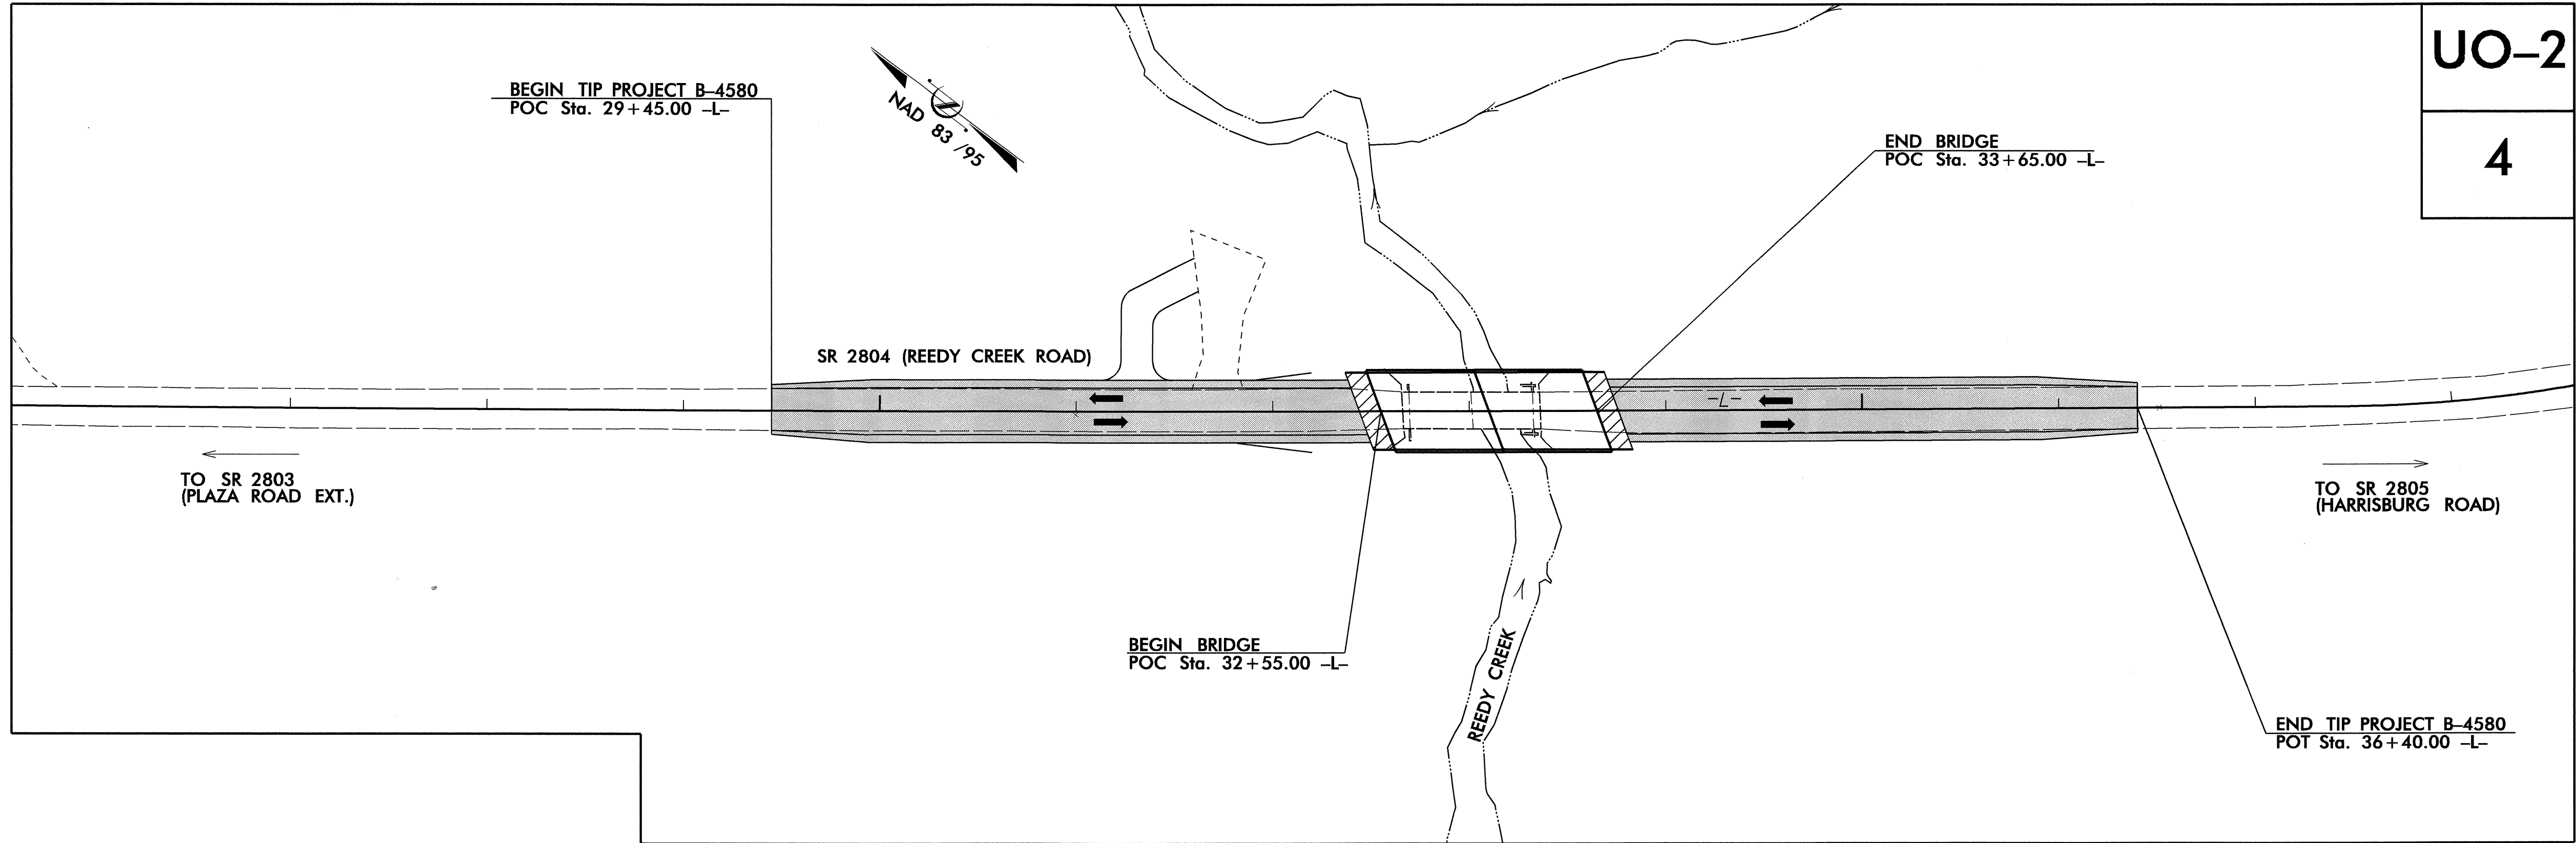 UO–2
4
BEGIN TIP PROJECT B–4580
POC Sta. 29+45.00 –L–
NAD 83 /95
END BRIDGE
POC Sta. 33+65.00 –L–
SR 2804 (REEDY CREEK ROAD)
–L–
TO SR 2803
(PLAZA ROAD EXT.)
TO SR 2805
(HARRISBURG ROAD)
BEGIN BRIDGE
POC Sta. 32+55.00 –L–
REEDY CREEK
END TIP PROJECT B–4580
POT Sta. 36+40.00 –L–